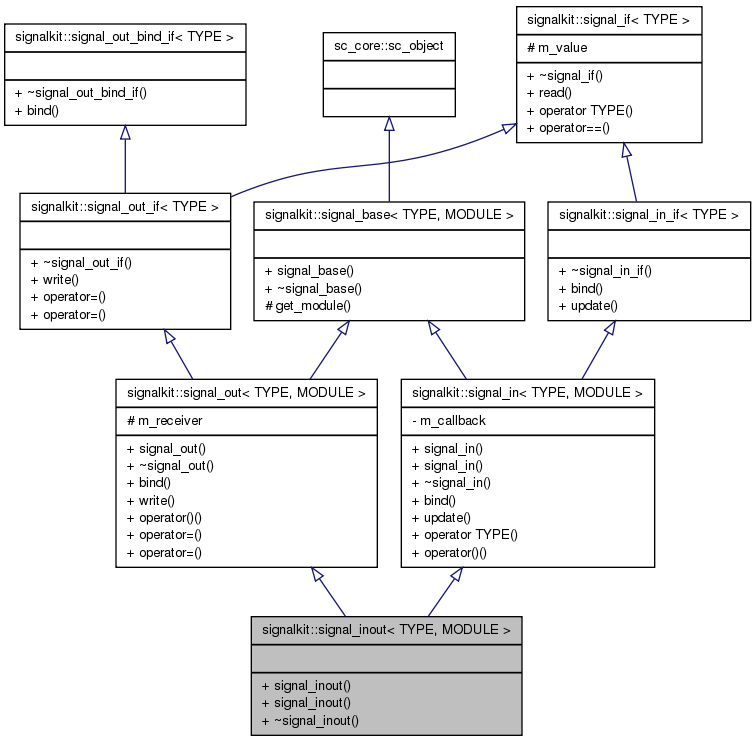 signalkit::signal_out_bind_if< TYPE >
+ ~signal_out_bind_if()
+ bind()
sc_core::sc_object
signalkit::signal_if< TYPE >
# m_value
+ ~signal_if()
+ read()
+ operator TYPE()
+ operator==()
signalkit::signal_out_if< TYPE >
+ ~signal_out_if()
+ write()
+ operator=()
+ operator=()
signalkit::signal_base< TYPE, MODULE >
+ signal_base()
+ ~signal_base()
# get_module()
signalkit::signal_in_if< TYPE >
+ ~signal_in_if()
+ bind()
+ update()
signalkit::signal_out< TYPE, MODULE >
# m_receiver
+ signal_out()
+ ~signal_out()
+ bind()
+ write()
+ operator()()
+ operator=()
+ operator=()
signalkit::signal_in< TYPE, MODULE >
- m_callback
+ signal_in()
+ signal_in()
+ ~signal_in()
+ bind()
+ update()
+ operator TYPE()
+ operator()()
signalkit::signal_inout< TYPE, MODULE >
+ signal_inout()
+ signal_inout()
+ ~signal_inout()